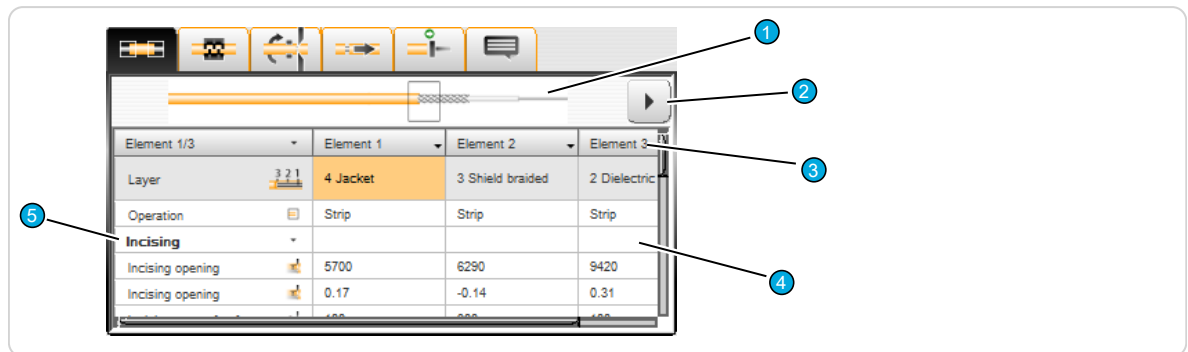 1
2
Element 1/3 Element 1 Element 2 Element 3
3
Layer 3 2 1 4 Jacket 3 Shield braided 2 Dielectric
Operation Strip Strip Strip
5
Incising
Incising opening 5700 6290 9420
4
Incising opening 0.17 -0.14 0.31